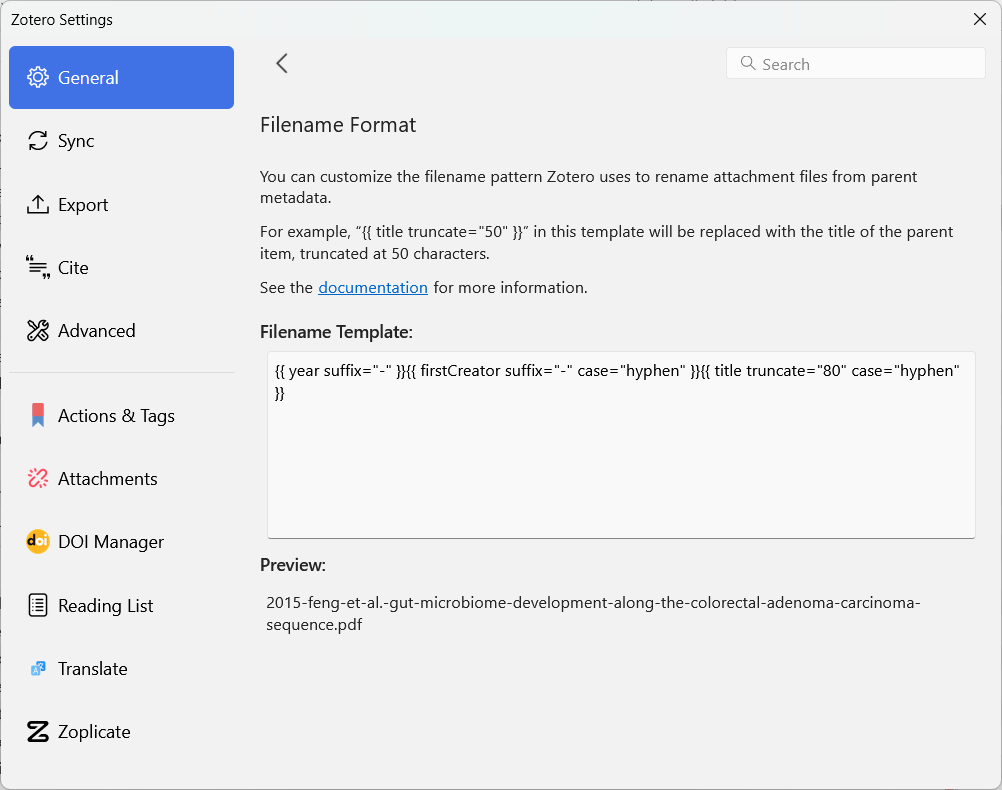 Zotero Settings
General
Sync
Export
Cite
Advanced
Actions & Tags
Attachments
DOI Manager
Reading List
Translate
Zoplicate
Search
Filename Format
You can customize the filename pattern Zotero uses to rename attachment files from parent
metadata.
For example, “{{ title truncate="50" }}” in this template will be replaced with the title of the parent
item, truncated at 50 characters.
See the documentation for more information.
Filename Template:
{{ year suffix="-" }}{{ firstCreator suffix="-" case="hyphen" }}{{ title truncate="80" case="hyphen"
}}
Preview:
2015-feng-et-al.-gut-microbiome-development-along-the-colorectal-adenoma-carcinoma-
sequence.pdf